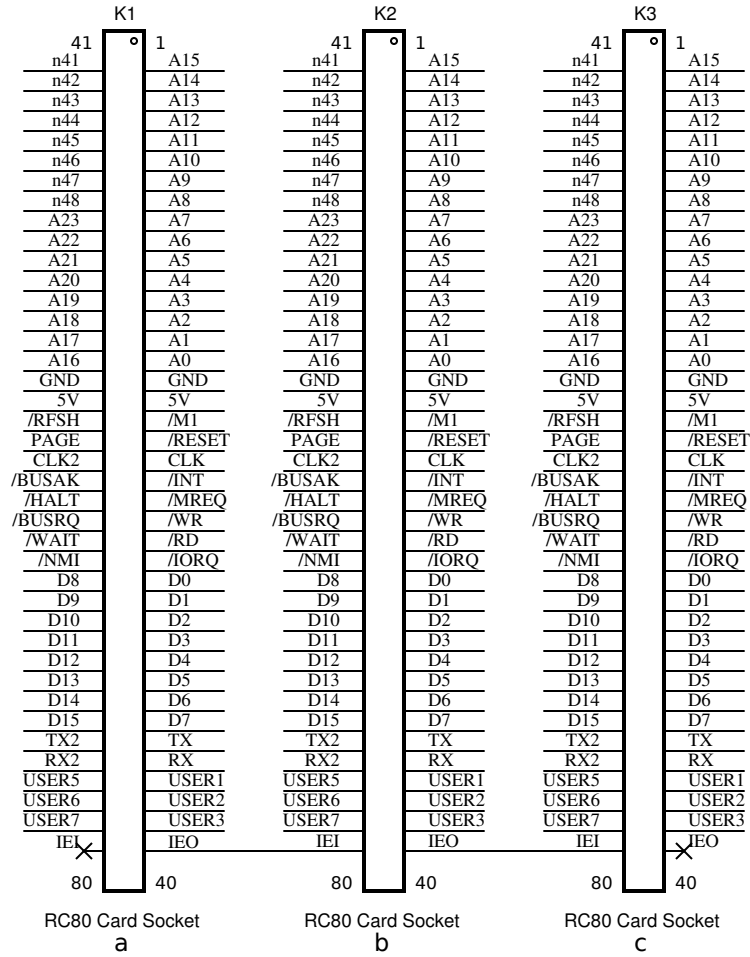 K1 K2 K3
41 1 41 1 41 1
n41 A15 n41 A15 n41 A15
n42 A14 n42 A14 n42 A14
n43 A13 n43 A13 n43 A13
n44 A12 n44 A12 n44 A12
n45 A11 n45 A11 n45 A11
n46 A10 n46 A10 n46 A10
n47 A9 n47 A9 n47 A9
n48 A8 n48 A8 n48 A8
A23 A7 A23 A7 A23 A7
A22 A6 A22 A6 A22 A6
A21 A5 A21 A5 A21 A5
A20 A4 A20 A4 A20 A4
A19 A3 A19 A3 A19 A3
A18 A2 A18 A2 A18 A2
A17 A1 A17 A1 A17 A1
A16 A0 A16 A0 A16 A0
GND GND GND GND GND GND
5V 5V 5V 5V 5V 5V
/RFSH /M1 /RFSH /M1 /RFSH /M1
PAGE /RESET PAGE /RESET PAGE /RESET
CLK2 CLK CLK2 CLK CLK2 CLK
/BUSAK /INT /BUSAK /INT /BUSAK /INT
/HALT /MREQ /HALT /MREQ /HALT /MREQ
/BUSRQ /WR /BUSRQ /WR /BUSRQ /WR
/WAIT /RD /WAIT /RD /WAIT /RD
/NMI /IORQ /NMI /IORQ /NMI /IORQ
D8 D0 D8 D0 D8 D0
D9 D1 D9 D1 D9 D1
D10 D2 D10 D2 D10 D2
D11 D3 D11 D3 D11 D3
D12 D4 D12 D4 D12 D4
D13 D5 D13 D5 D13 D5
D14 D6 D14 D6 D14 D6
D15 D7 D15 D7 D15 D7
TX2 TX TX2 TX TX2 TX
RX2 RX RX2 RX RX2 RX
USER5 USER1 USER5 USER1 USER5 USER1
USER6 USER2 USER6 USER2 USER6 USER2
USER7 USER3 USER7 USER3 USER7 USER3
IEI IEO IEI IEO IEI IEO
80 40 80 40 80 40
RC80 Card Socket RC80 Card Socket RC80 Card Socket
a b c